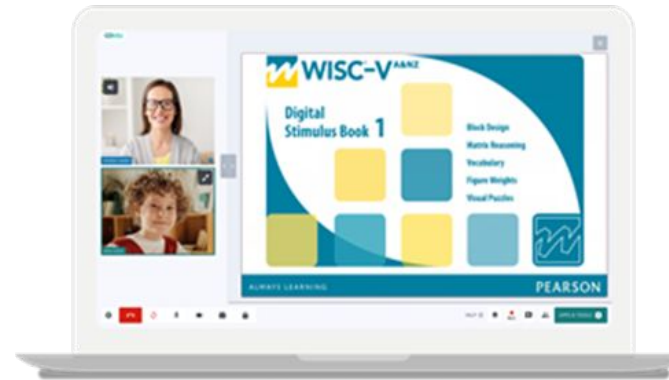 WISC-V A&NZ
Digital
Stimulus Book 1
Block Design
Matrix Reasoning
Vocabulary
Figure Weights
Visual Puzzles
ALWAYS LEARNING
PEARSON